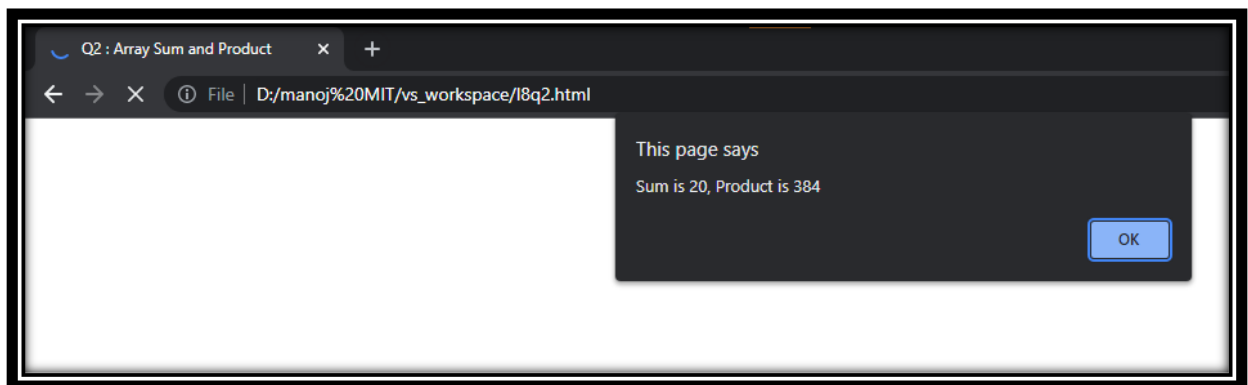 Q2 : Array Sum and Product
File | D:/manoj%20MIT/vs_workspace/l8q2.html
This page says
Sum is 20, Product is 384
OK